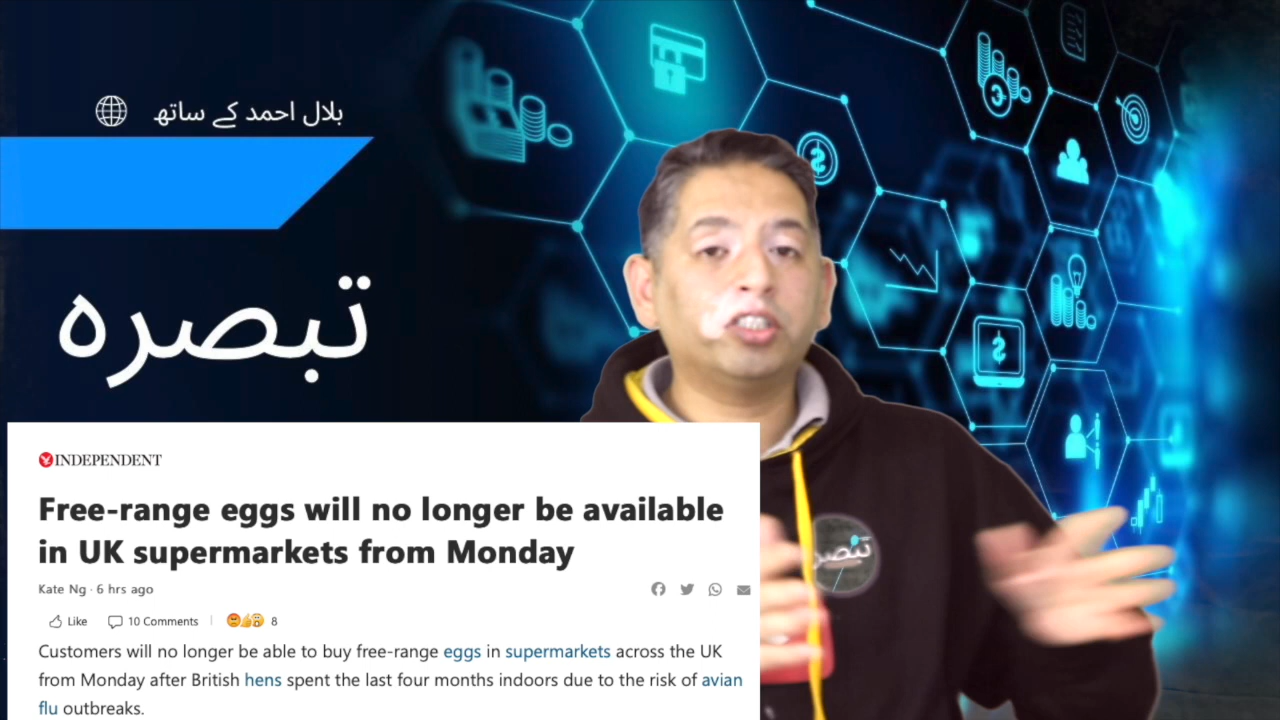 بلال احمد کے ساتھ
تبصرہ
INDEPENDENT
Free-range eggs will no longer be available
in UK supermarkets from Monday
Kate Ng · 6 hrs ago
Like 10 Comments | 8
Customers will no longer be able to buy free-range eggs in supermarkets across the UK
from Monday after British hens spent the last four months indoors due to the risk of avian
flu outbreaks.
تبصرہ